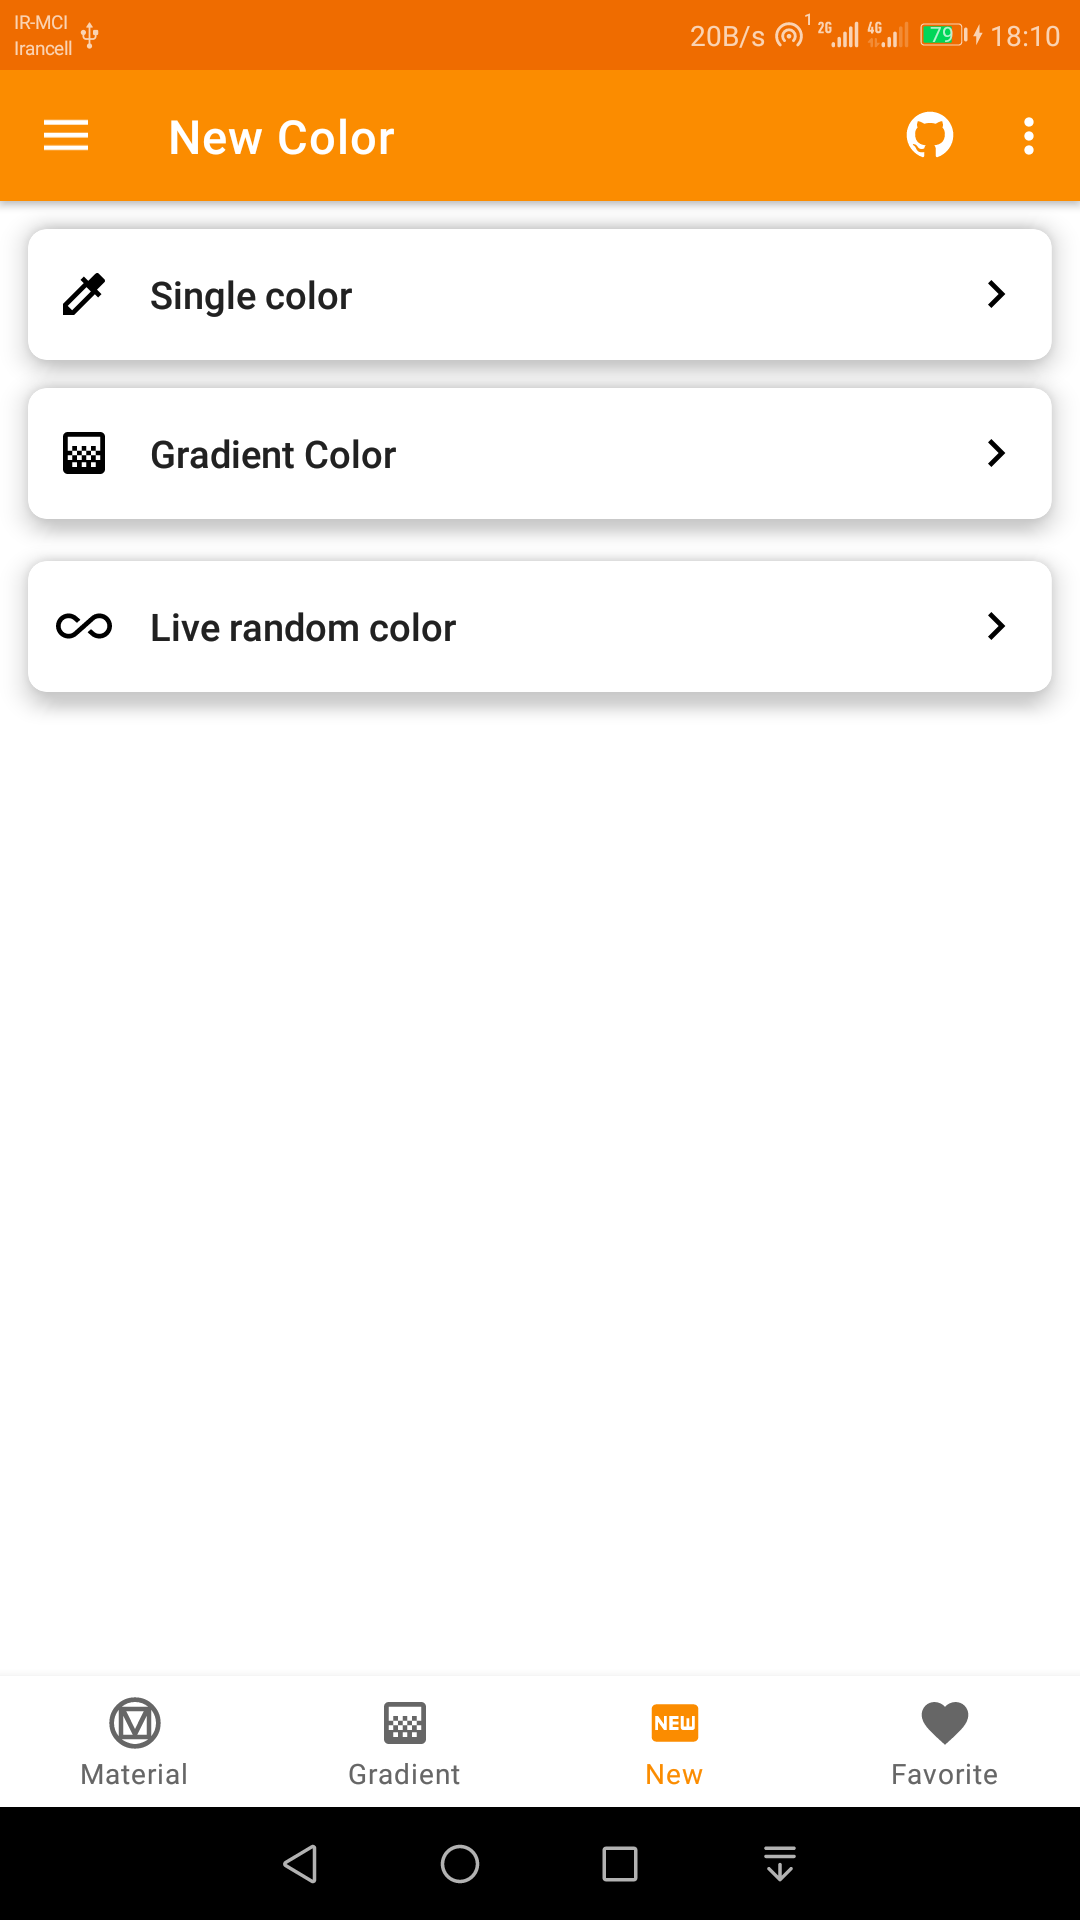 IR-MCI
Irancell
20B/s 1 2G 4G 79 18:10
New Color
Single color
Gradient Color
Live random color
NEW
Material Gradient New Favorite